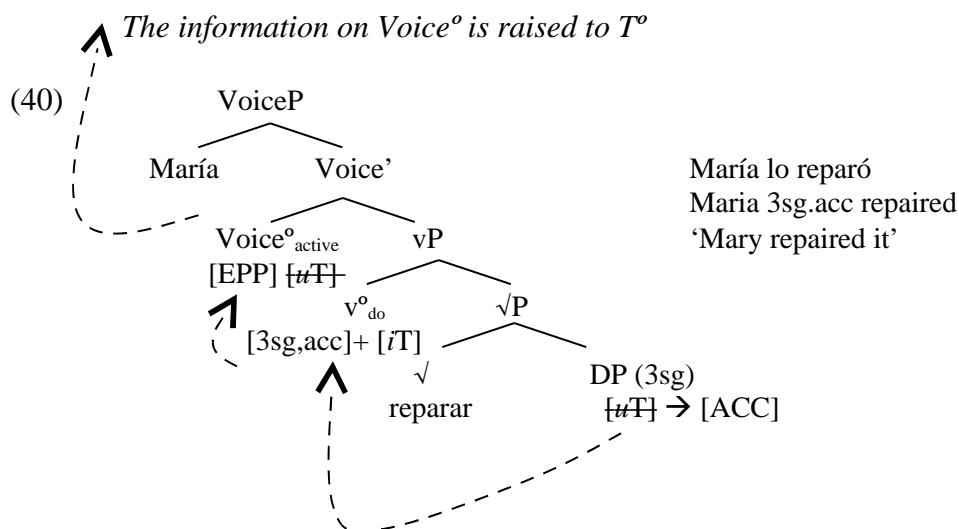 The information on Voiceº is raised to Tº
(40)
VoiceP
María Voice’
María lo reparó
Maria 3sg.acc repaired
‘Mary repaired it’
Voiceºactive vP
[EPP] [uT]
vºdo √P
[3sg,acc]+ [iT]
√ DP (3sg)
reparar [uT] → [ACC]